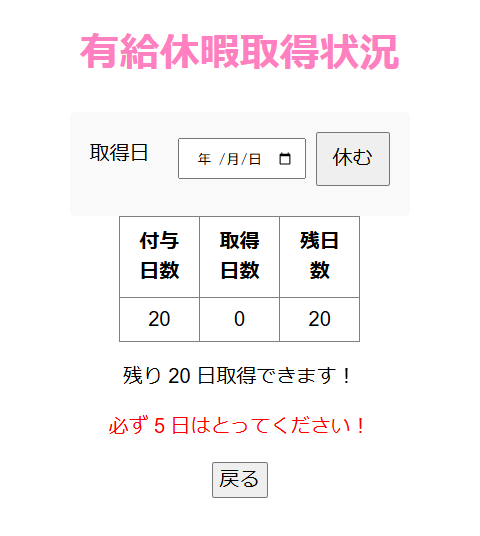 有給休暇取得状況
取得日 年 /月/日 休む
付与 取得 残日
日数 日数 数
20 0 20
残り 20 日取得できます！
必ず 5 日はとってください！
戻る